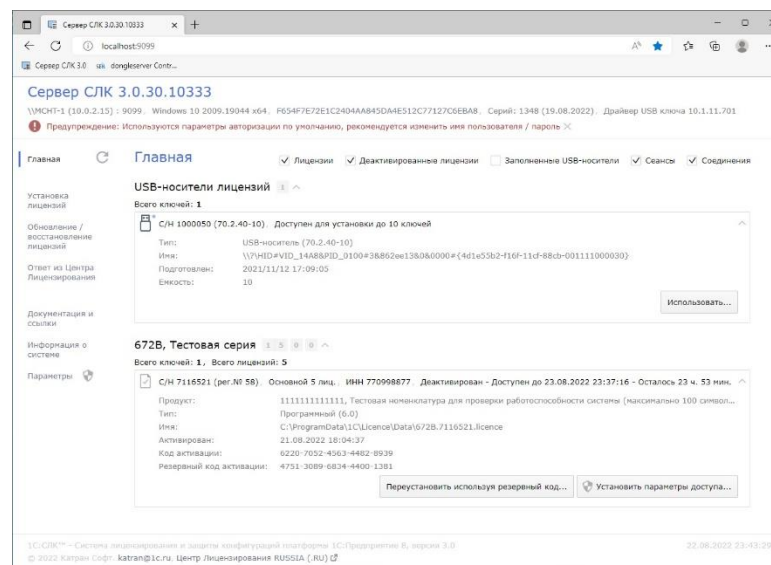 Сервер СЛК 3.0.30.10333
localhost:9099
Сервер СЛК 3.0 dongleserver Contr...
Сервер СЛК 3.0.30.10333
\\МСНТ-1 (10.0.2.15) : 9099, Windows 10 2009.19044 x64, F654F7E72E1C2404AA845DA4E512C77127C6EBA8, Серий: 1348 (19.08.2022), Драйвер USB ключа 10.1.11.701
Предупреждение: Используются параметры авторизации по умолчанию, рекомендуется изменить имя пользователя / пароль
Главная
Главная Лицензии Деактивированные лицензии Заполненные USB-носители Сеансы Соединения
Установка лицензий
Обновление / восстановление лицензий
Ответ из Центра Лицензирования
Документация и ссылки
Информация о системе
Параметры
USB-носители лицензий 1
Всего ключей: 1
С/Н 1000050 (70.2.40-10), Доступен для установки до 10 ключей
Тип: USB-носитель (70.2.40-10)
Имя: \\?\HID#VID_14A8&PID_0100#3&862ee13&0&0000#{4d1e55b2-f16f-11cf-88cb-001111000030}
Подготовлен: 2021/11/12 17:09:05
Емкость: 10
Использовать...
672B, Тестовая серия 1 5 0 0
Всего ключей: 1, Всего лицензий: 5
С/Н 7116521 (рег.№ 58), Основной 5 лиц., ИНН 770998877, Деактивирован - Доступен до 23.08.2022 23:37:16 - Осталось 23 ч. 53 мин.
Продукт: 1111111111111, Тестовая номенклатура для проверки работоспособности системы (максимально 100 символ...
Тип: Программный (6.0)
Имя: C:\ProgramData\1C\Licence\Data\672B.7116521.licence
Активирован: 21.08.2022 18:04:37
Код активации: 6220-7052-4563-4482-8939
Резервный код активации: 4751-3089-6834-4400-1381
Переустановить используя резервный код... Установить параметры доступа...
1С:СЛК™ - Система лицензирования и защиты конфигураций платформы 1С:Предприятие 8, версия 3.0 22.08.2022 23:43:29
© 2022 Катран Софт, katran@1c.ru, Центр Лицензирования RUSSIA (.RU)